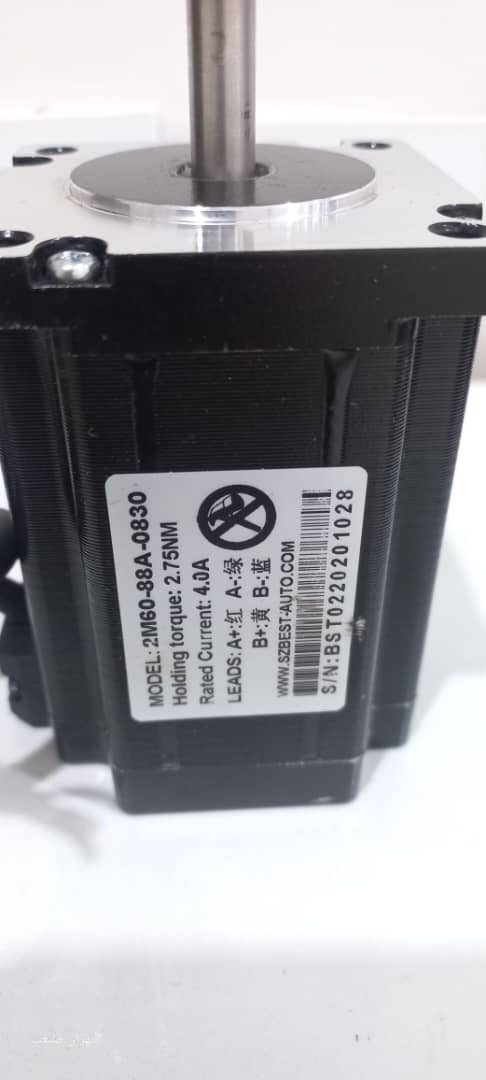 MODEL: 2M60-88A-0830
Holding torque: 2.75NM
Rated Current: 4.0A
LEADS: A+:红 A-:绿
B+:黄 B-:蓝
WWW.SZBEST-AUTO.COM
S/N:BST0220201028